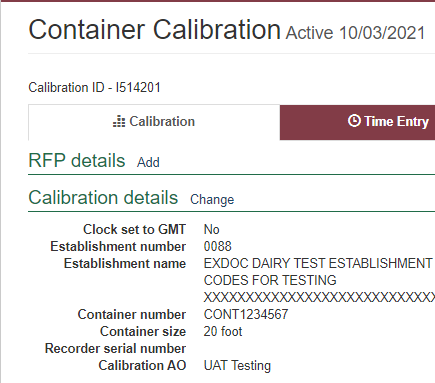 Container Calibration Active 10/03/2021
Calibration ID - I514201
Calibration Time Entry
RFP details Add
Calibration details Change
Clock set to GMT No
Establishment number 0088
Establishment name EXDOC DAIRY TEST ESTABLISHMENT
CODES FOR TESTING
XXXXXXXXXXXXXXXXXXXXXXXXXXXX
Container number CONT1234567
Container size 20 foot
Recorder serial number
Calibration AO UAT Testing